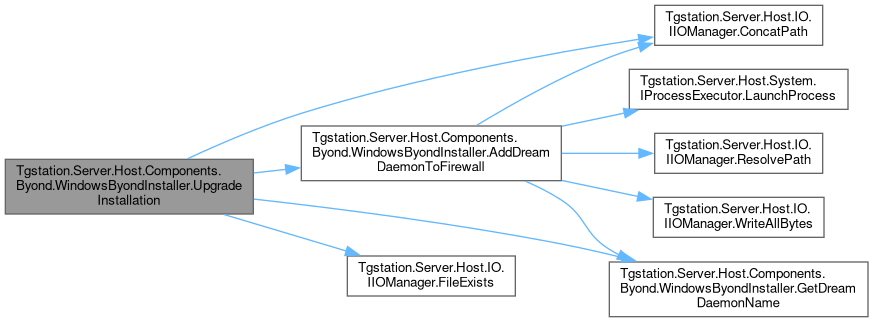 Tgstation.Server.Host.Components.
Byond.WindowsByondInstaller.Upgrade
Installation
Tgstation.Server.Host.Components.
Byond.WindowsByondInstaller.AddDream
DaemonToFirewall
Tgstation.Server.Host.IO.
IIOManager.FileExists
Tgstation.Server.Host.IO.
IIOManager.ConcatPath
Tgstation.Server.Host.System.
IProcessExecutor.LaunchProcess
Tgstation.Server.Host.IO.
IIOManager.ResolvePath
Tgstation.Server.Host.IO.
IIOManager.WriteAllBytes
Tgstation.Server.Host.Components.
Byond.WindowsByondInstaller.GetDream
DaemonName